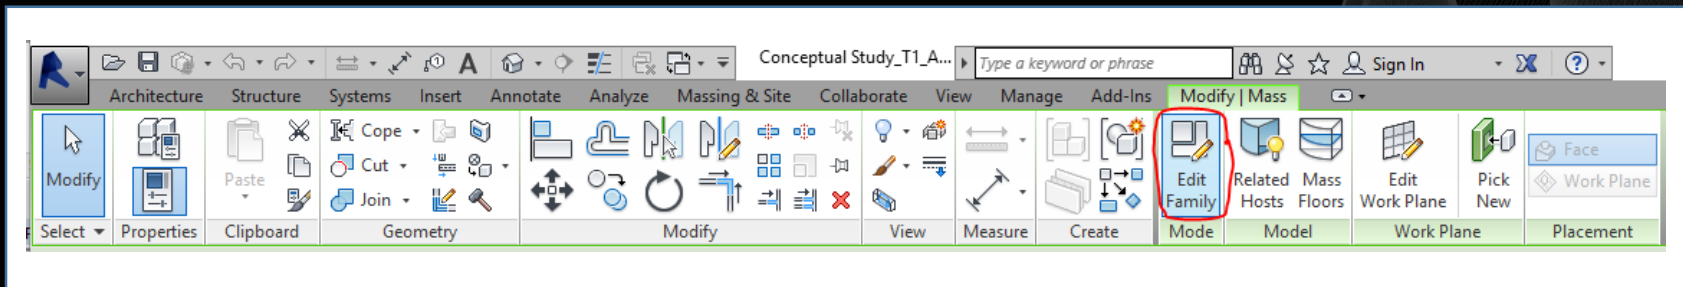 Conceptual Study_T1_A...
Type a keyword or phrase
Sign In
Architecture Structure Systems Insert Annotate Analyze Massing & Site Collaborate View Manage Add-Ins Modify | Mass
Modify
Paste
Cope
Cut
Join
Edit
Family
Related
Hosts
Mass
Floors
Edit
Work Plane
Pick
New
Face
Work Plane
Select Properties Clipboard Geometry Modify View Measure Create Mode Model Work Plane Placement